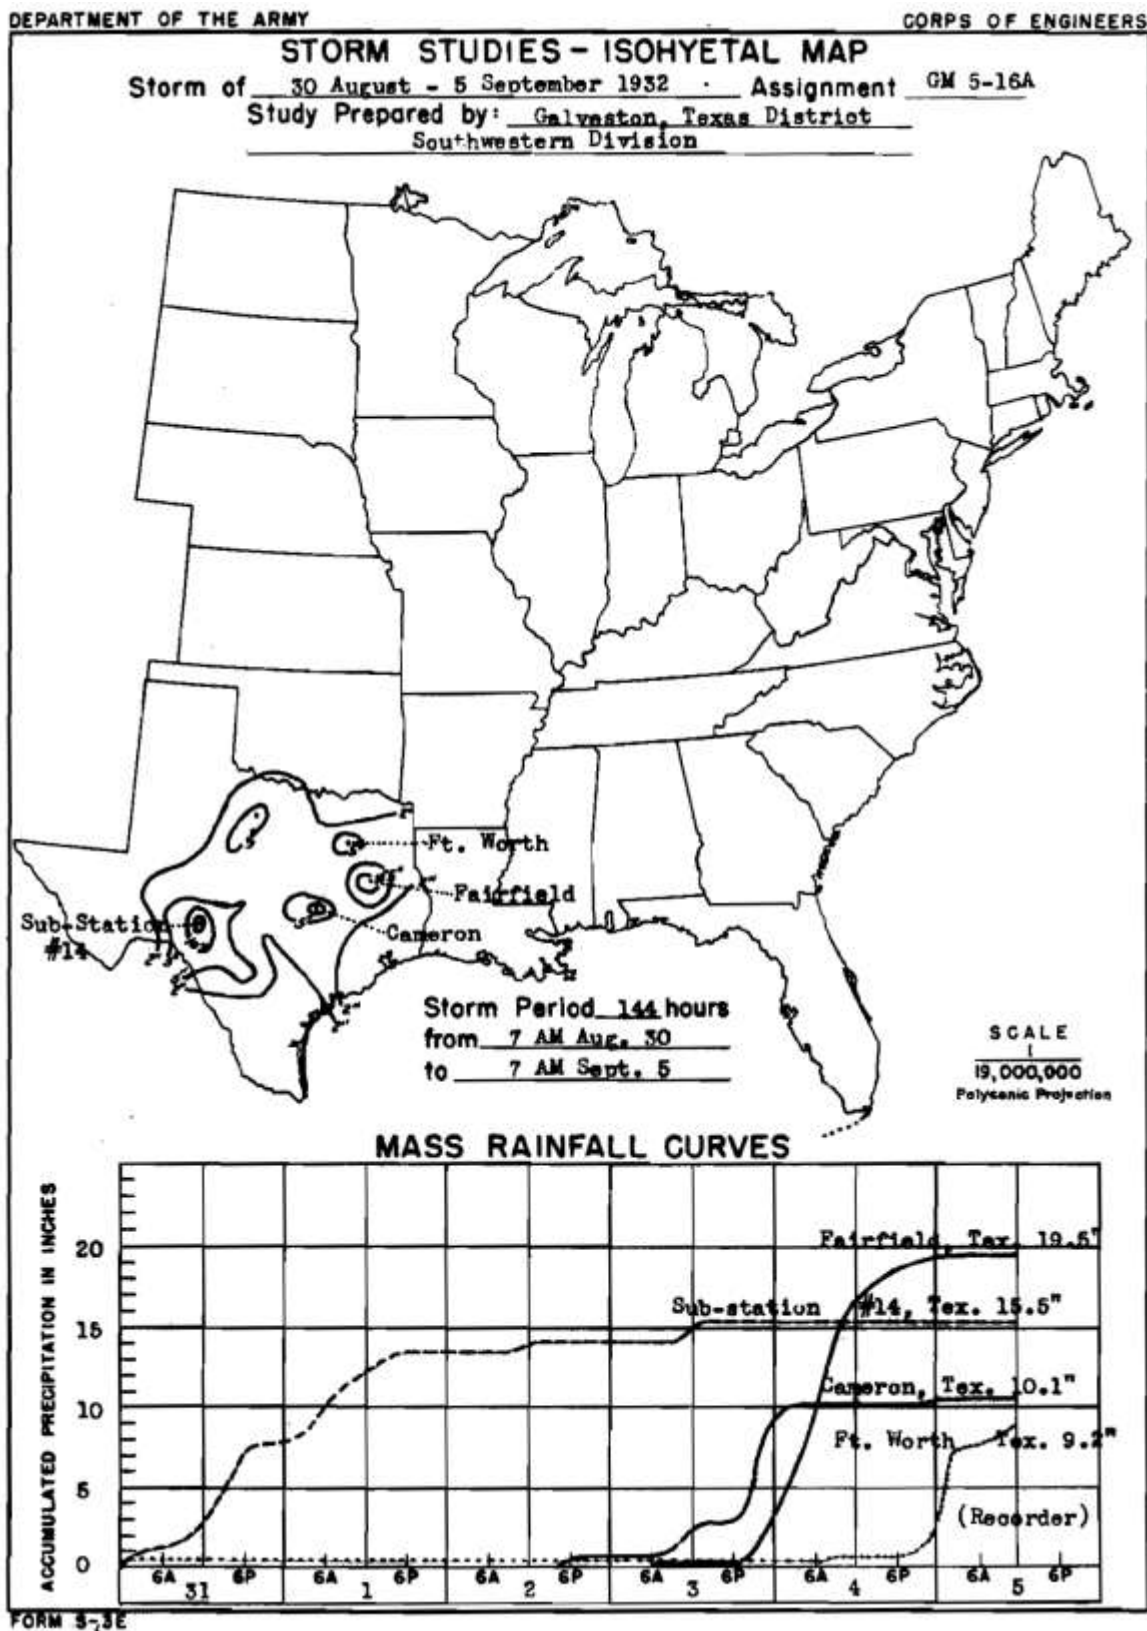 DEPARTMENT OF THE ARMY CORPS OF ENGINEERS
STORM STUDIES - ISOHYETAL MAP
Storm of 30 August - 5 September 1932 Assignment GM 5-16A
Study Prepared by: Galveston, Texas District
Southwestern Division
Ft. Worth
Fairfield
Sub-Station
#14
Cameron
Storm Period 144 hours
from 7 AM Aug. 30
to 7 AM Sept. 5
SCALE
1
19,000,000
Polyconic Projection
MASS RAINFALL CURVES
ACCUMULATED PRECIPITATION IN INCHES
20
15
10
5
0
Fairfield, Tex. 19.5"
Sub-station #14, Tex. 15.5"
Cameron, Tex. 10.1"
Ft. Worth Tex. 9.2"
(Recorder)
6A 6P 6A 6P 6A 6P 6A 6P 6A 6P 6A 6P
31 1 2 3 4 5
FORM S-3E